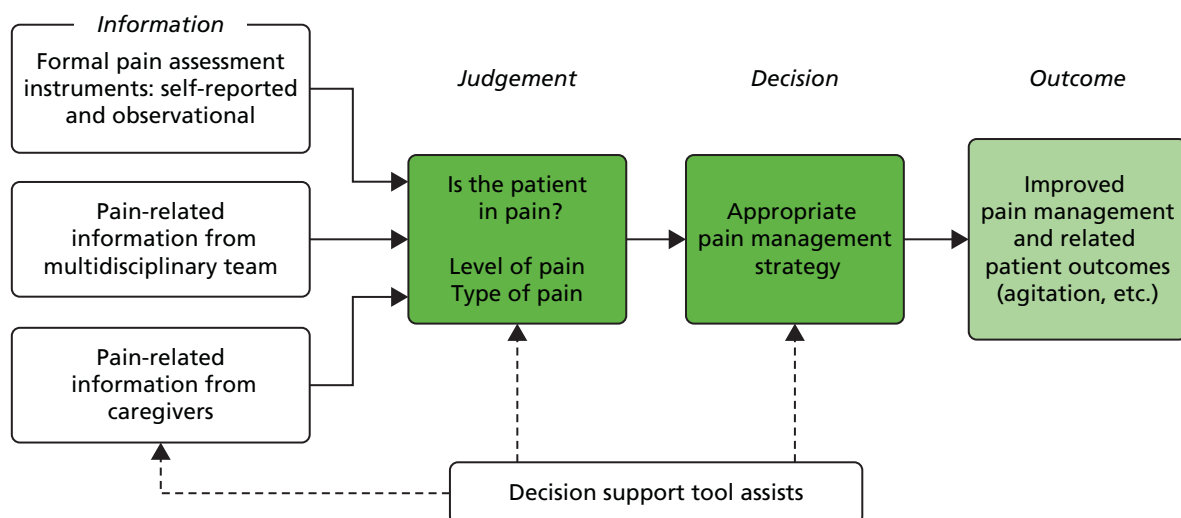 Information
Formal pain assessment
instruments: self-reported
and observational
Pain-related
information from
multidisciplinary team
Pain-related
information from
caregivers
Judgement
Is the patient
in pain?
Level of pain
Type of pain
Decision
Appropriate
pain management
strategy
Outcome
Improved
pain management
and related
patient outcomes
(agitation, etc.)
Decision support tool assists